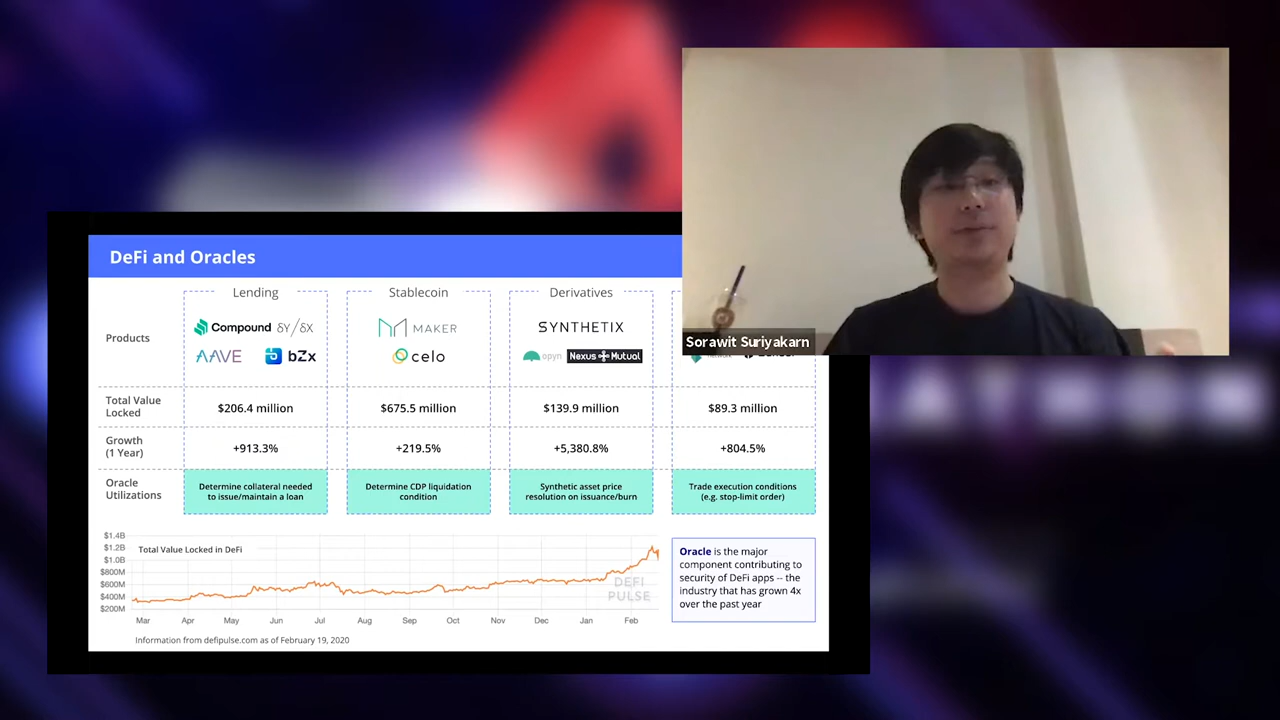 Sorawit Suriyakarn
DeFi and Oracles
Lending
Stablecoin
Derivatives
Products
Compound dY/dX
AAVE bZx
MAKER
celo
SYNTHETIX
opyn Nexus Mutual
Total Value
Locked
$206.4 million
$675.5 million
$139.9 million
$89.3 million
Growth
(1 Year)
+913.3%
+219.5%
+5,380.8%
+804.5%
Oracle
Utilizations
Determine collateral needed
to issue/maintain a loan
Determine CDP liquidation
condition
Synthetic asset price
resolution on issuance/burn
Trade execution conditions
(e.g. stop-limit order)
Total Value Locked in DeFi
$1.4B
$1.2B
$1.0B
$800M
$600M
$400M
$200M
Mar Apr May Jun Jul Aug Sep Oct Nov Dec Jan Feb
DEFI
PULSE
Oracle is the major
component contributing to
security of DeFi apps -- the
industry that has grown 4x
over the past year
Information from defipulse.com as of February 19, 2020